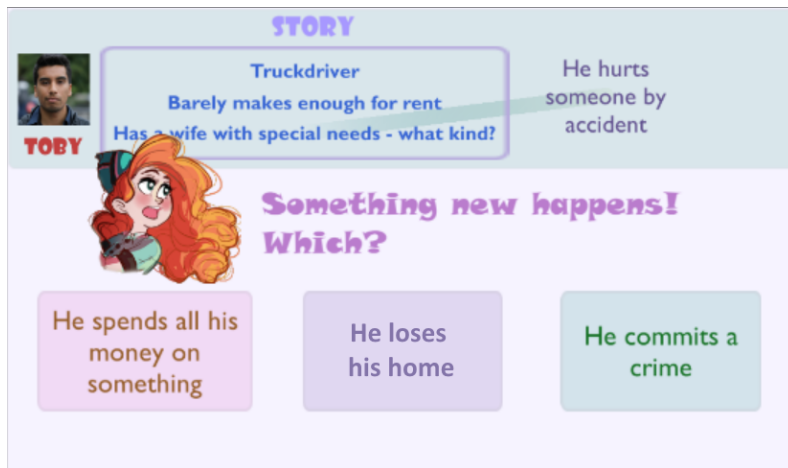 STORY
TOBY
Truckdriver
Barely makes enough for rent
Has a wife with special needs - what kind?
He hurts
someone by
accident
Something new happens!
Which?
He spends all his
money on
something
He loses
his home
He commits a
crime